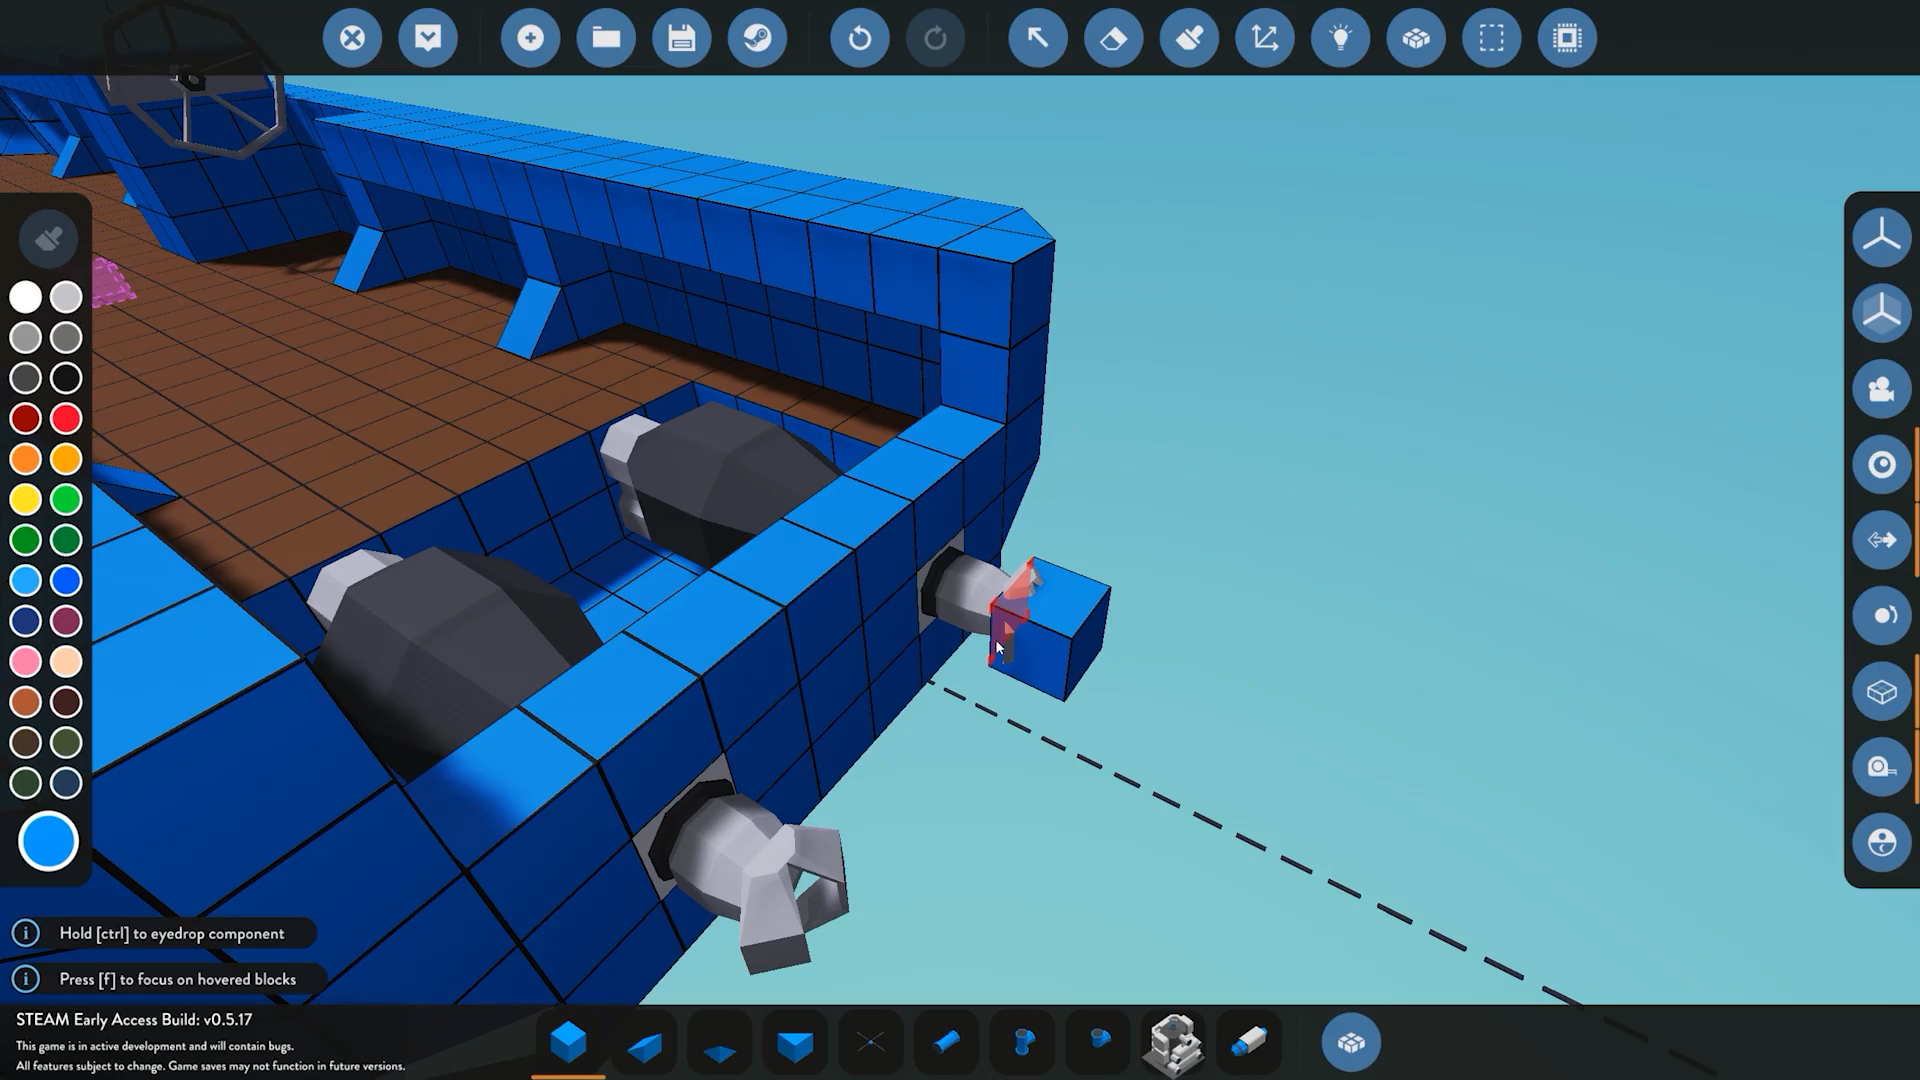 Hold [ctrl] to eyedrop component
Press [f] to focus on hovered blocks
STEAM Early Access Build: v0.5.17
This game is in active development and will contain bugs.
All features subject to change. Game saves may not function in future versions.